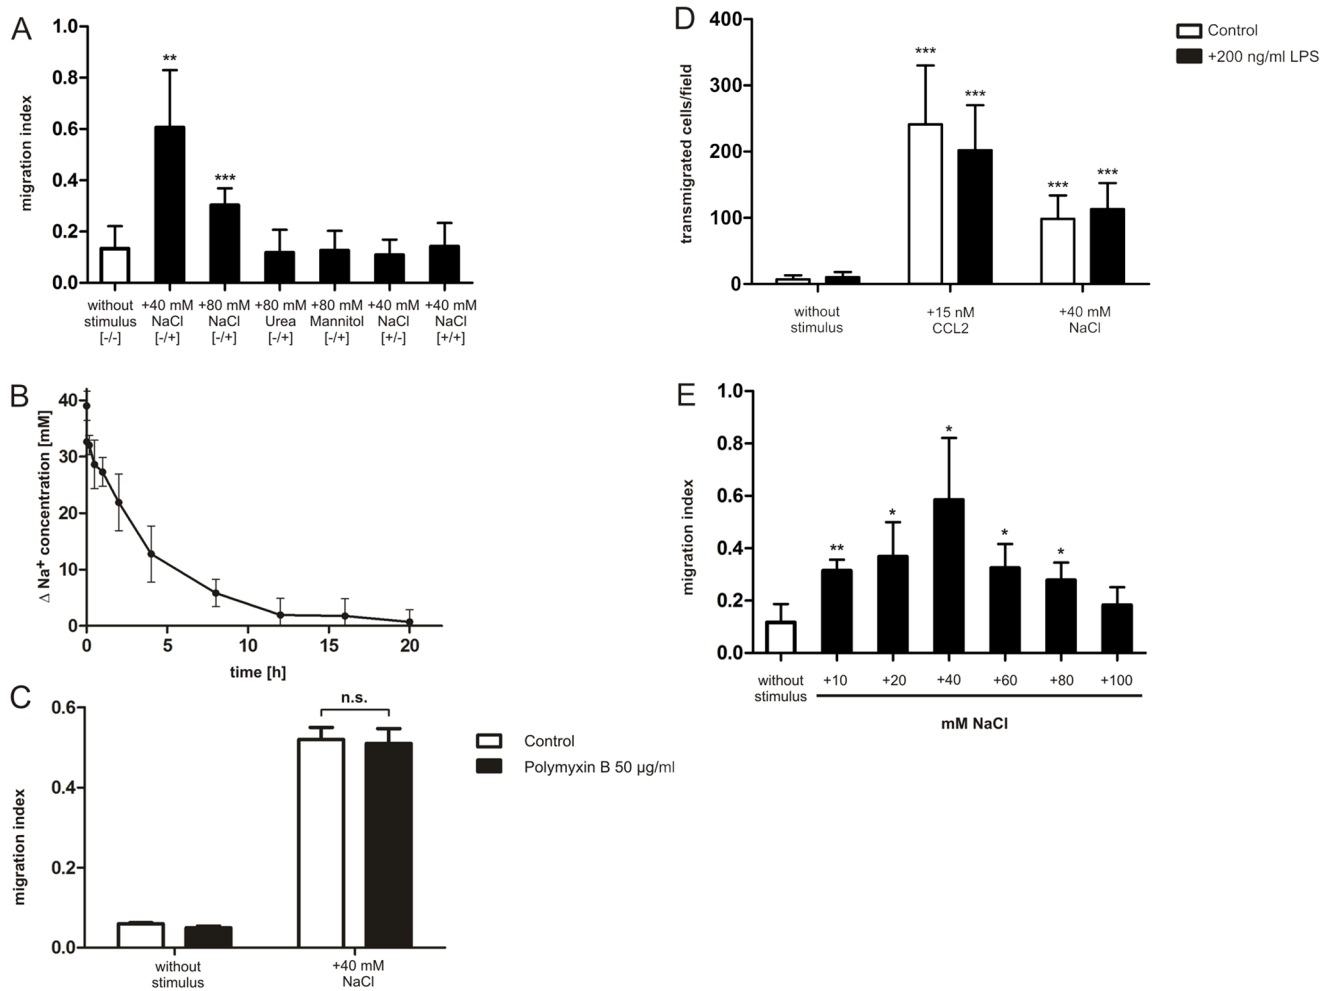 A
1.0
0.8
0.6
0.4
0.2
0.0
migration index
**
***
without
stimulus
[-/-]
+40 mM
NaCl
[-/+]
+80 mM
NaCl
[-/+]
+80 mM
Urea
[-/+]
+80 mM
Mannitol
[-/+]
+40 mM
NaCl
[+/-]
+40 mM
NaCl
[+/+]
B
40
30
20
10
0
Δ Na+ concentration [mM]
0
5
10
15
20
time [h]
C
0.6
0.4
0.2
0.0
migration index
n.s.
without
stimulus
+40 mM
NaCl
Control
Polymyxin B 50 µg/ml
D
400
300
200
100
0
transmigrated cells/field
***
***
***
***
without
stimulus
+15 nM
CCL2
+40 mM
NaCl
Control
+200 ng/ml LPS
E
1.0
0.8
0.6
0.4
0.2
0.0
migration index
**
*
*
*
*
without
stimulus
+10
+20
+40
+60
+80
+100
mM NaCl